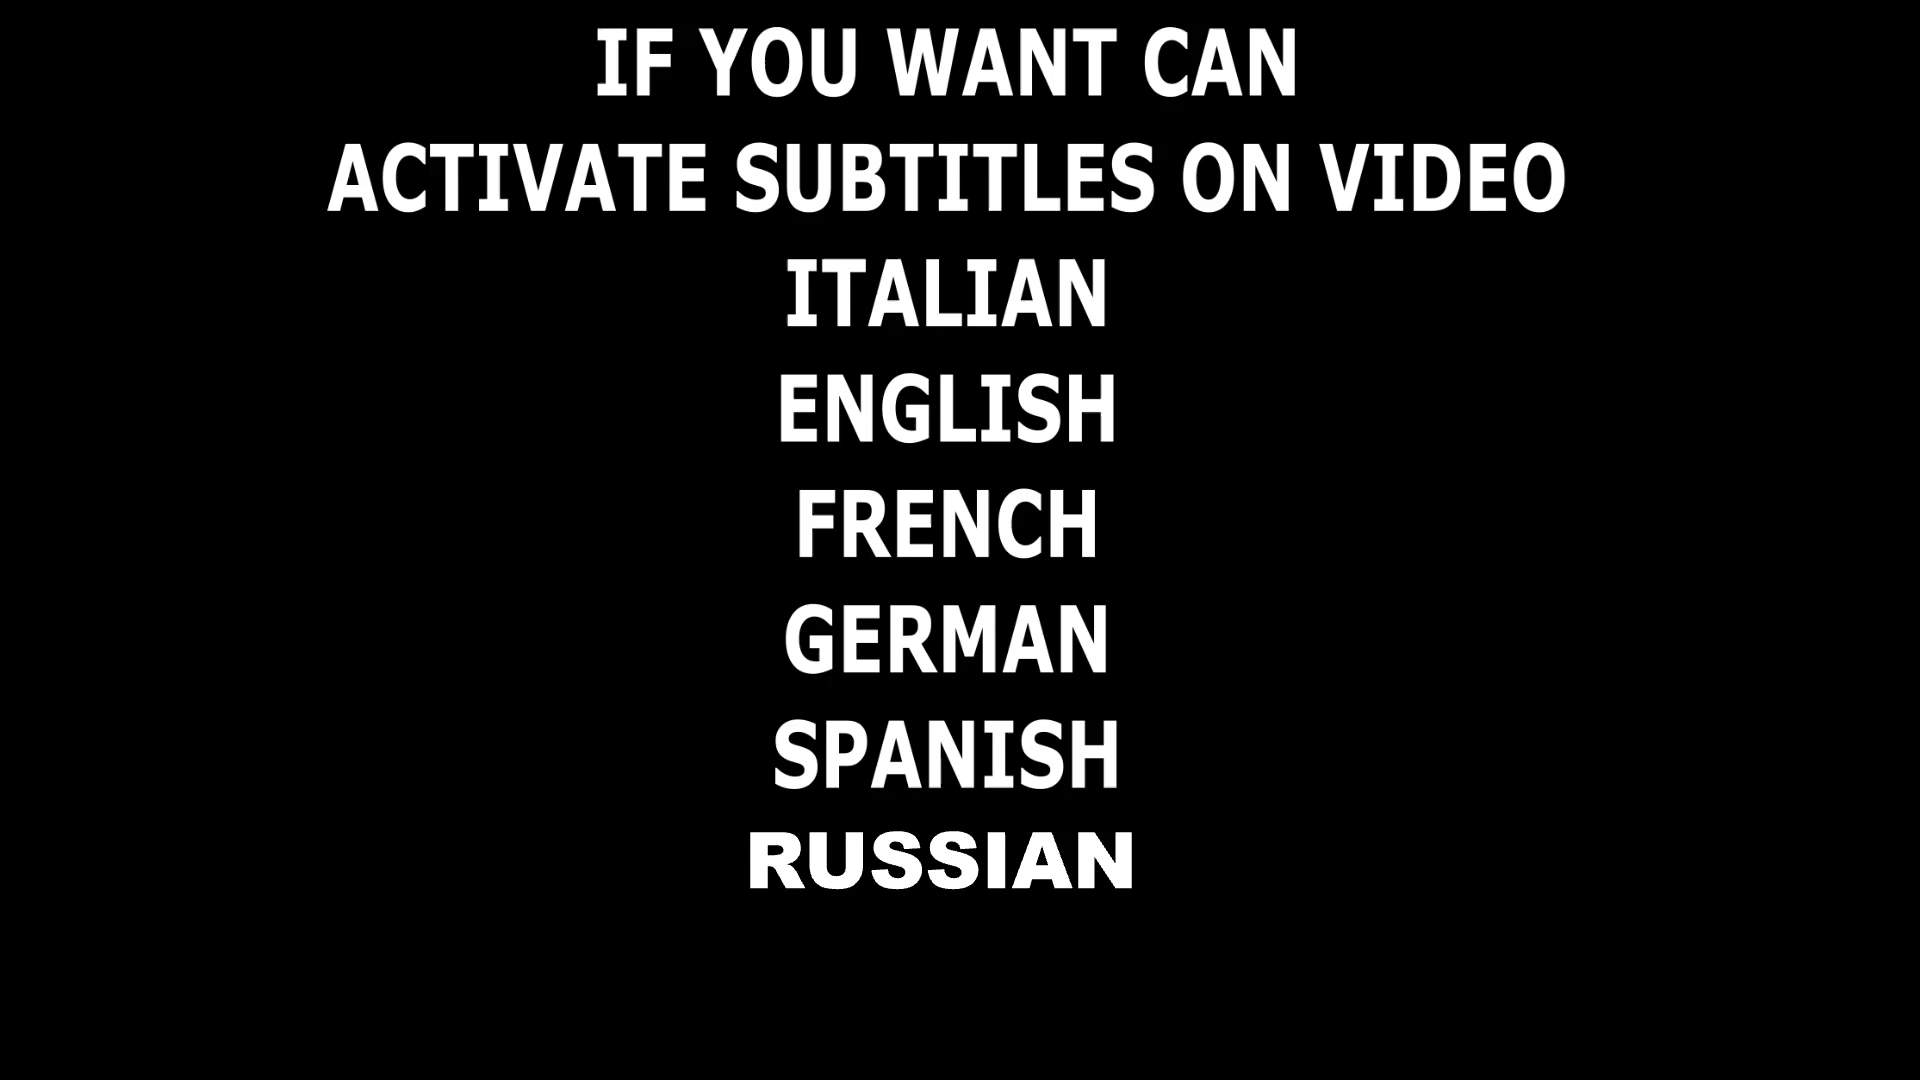 IF YOU WANT CAN
ACTIVATE SUBTITLES ON VIDEO
ITALIAN
ENGLISH
FRENCH
GERMAN
SPANISH
RUSSIAN